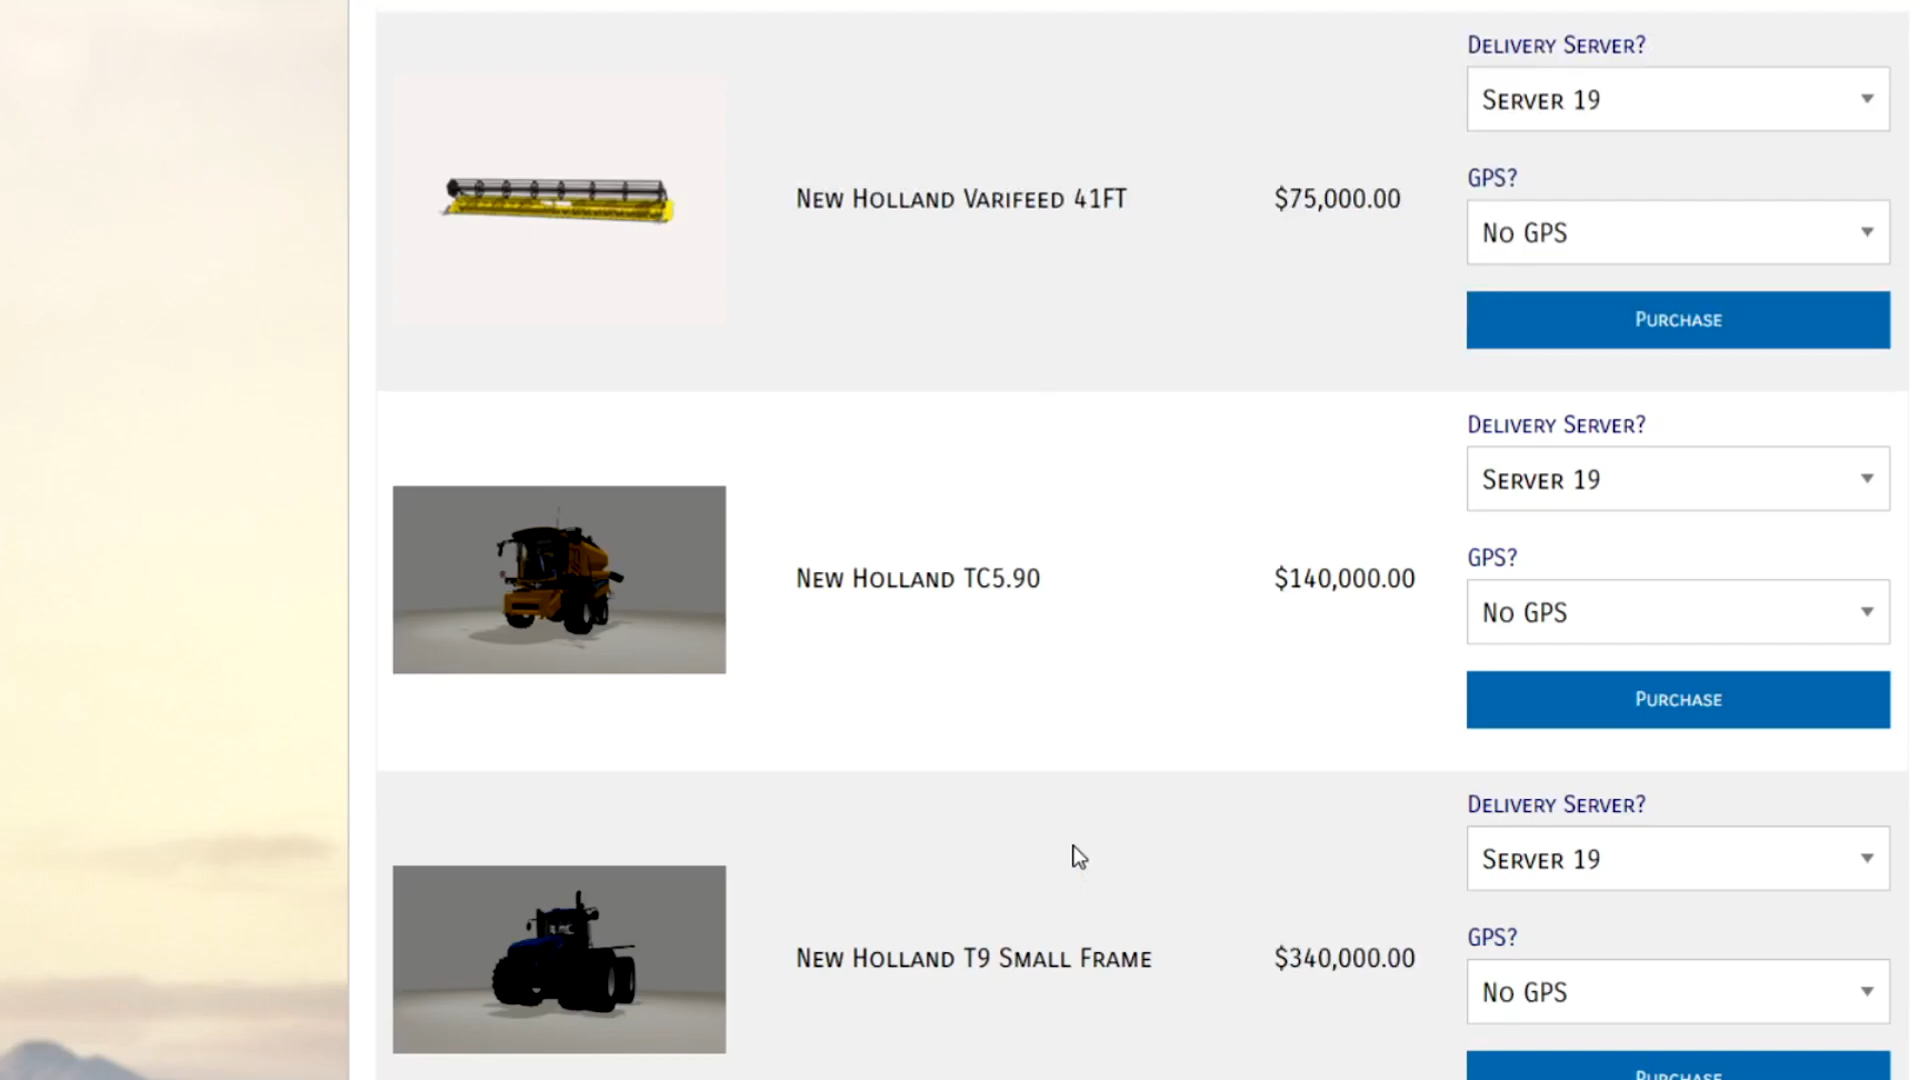 Delivery Server?
Server 19
GPS?
New Holland Varifeed 41FT
$75,000.00
No GPS
Purchase
Delivery Server?
Server 19
GPS?
New Holland TC5.90
$140,000.00
No GPS
Purchase
Delivery Server?
Server 19
GPS?
New Holland T9 Small Frame
$340,000.00
No GPS
Purchase